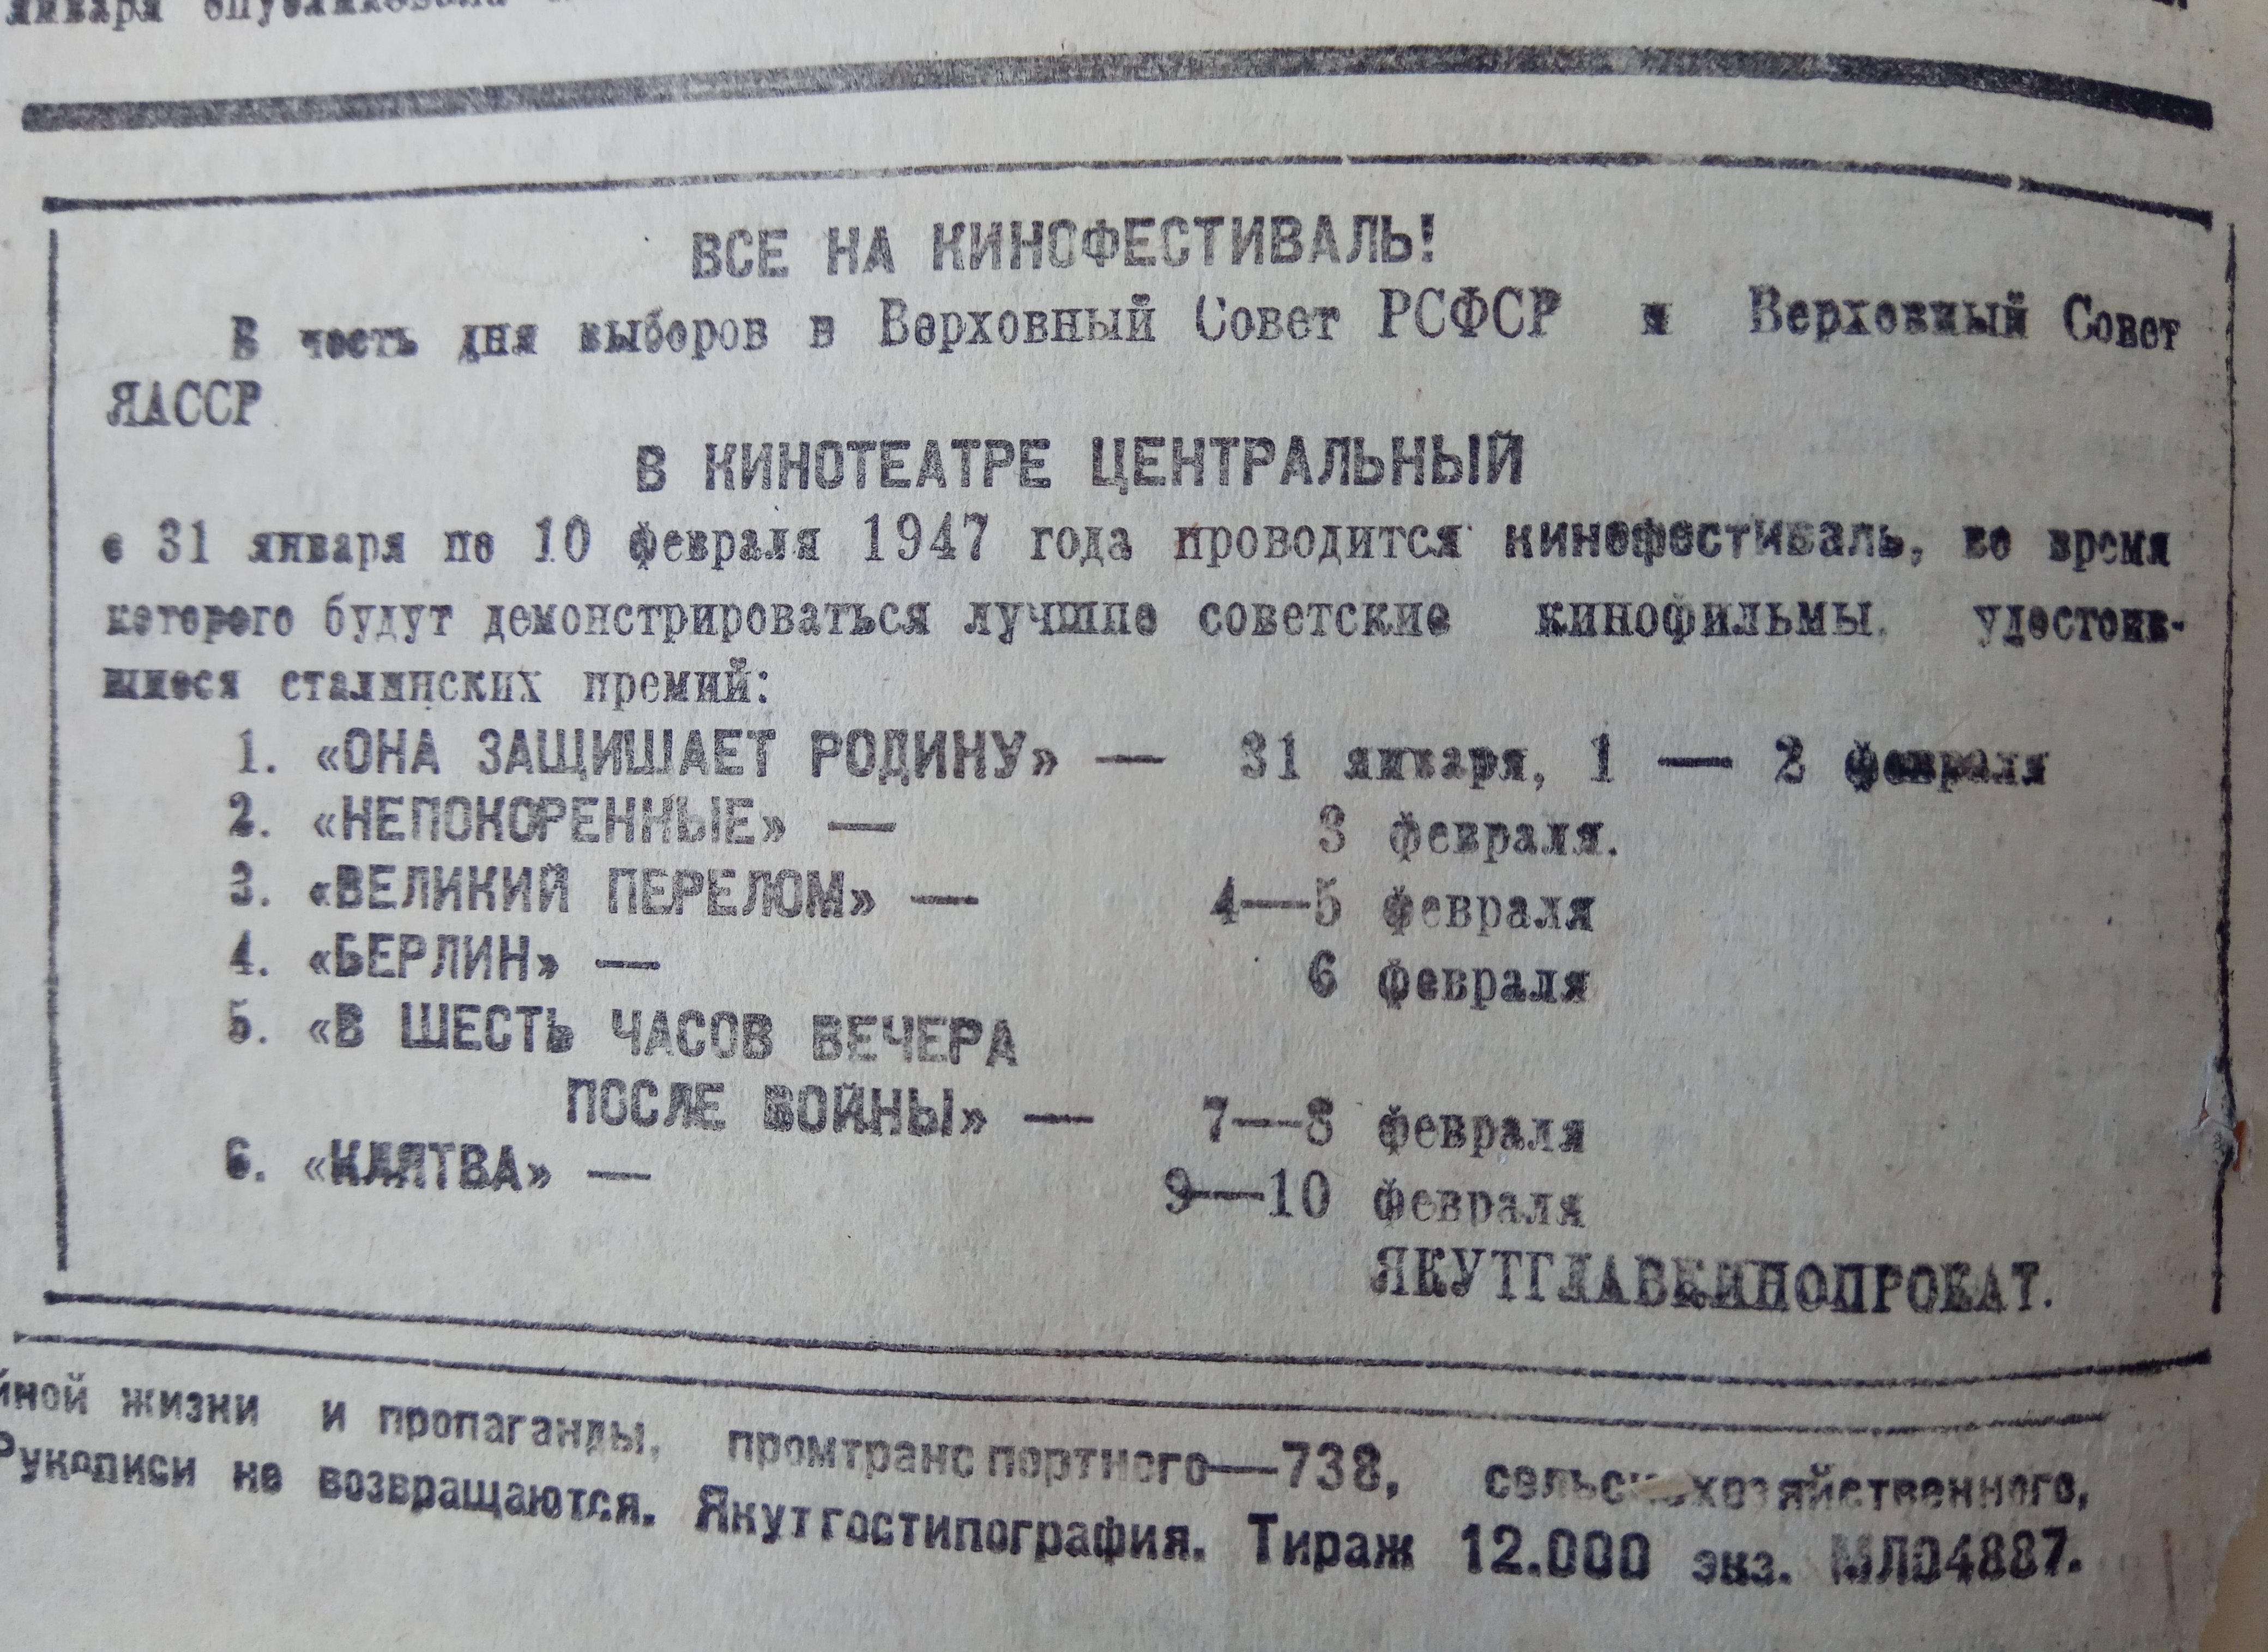 января опубликовала
ВСЕ НА КИНОФЕСТИВАЛЬ!
В честь дня выборов в Верховный Совет РСФСР и Верховный Совет
ЯАССР
В КИНОТЕАТРЕ ЦЕНТРАЛЬНЫЙ
с 31 января по 10 февраля 1947 года проводится кинофестиваль, во время
которого будут демонстрироваться лучшие советские кинофильмы, удостоив-
шиеся сталинских премий:
1. «ОНА ЗАЩИЩАЕТ РОДИНУ» — 31 января, 1 — 2 февраля
2. «НЕПОКОРЕННЫЕ» — 3 февраля.
3. «ВЕЛИКИЙ ПЕРЕЛОМ» — 4—5 февраля
4. «БЕРЛИН» — 6 февраля
5. «В ШЕСТЬ ЧАСОВ ВЕЧЕРА
ПОСЛЕ ВОЙНЫ» — 7—8 февраля
6. «КЛЯТВА» — 9—10 февраля
ЯКУТГЛАВКИНОПРОКАТ.
йной жизни и пропаганды, промтранспортного—738, сельскохозяйственного,
Рукописи не возвращаются. Якутгостипография. Тираж 12.000 экз. МЛ04887.